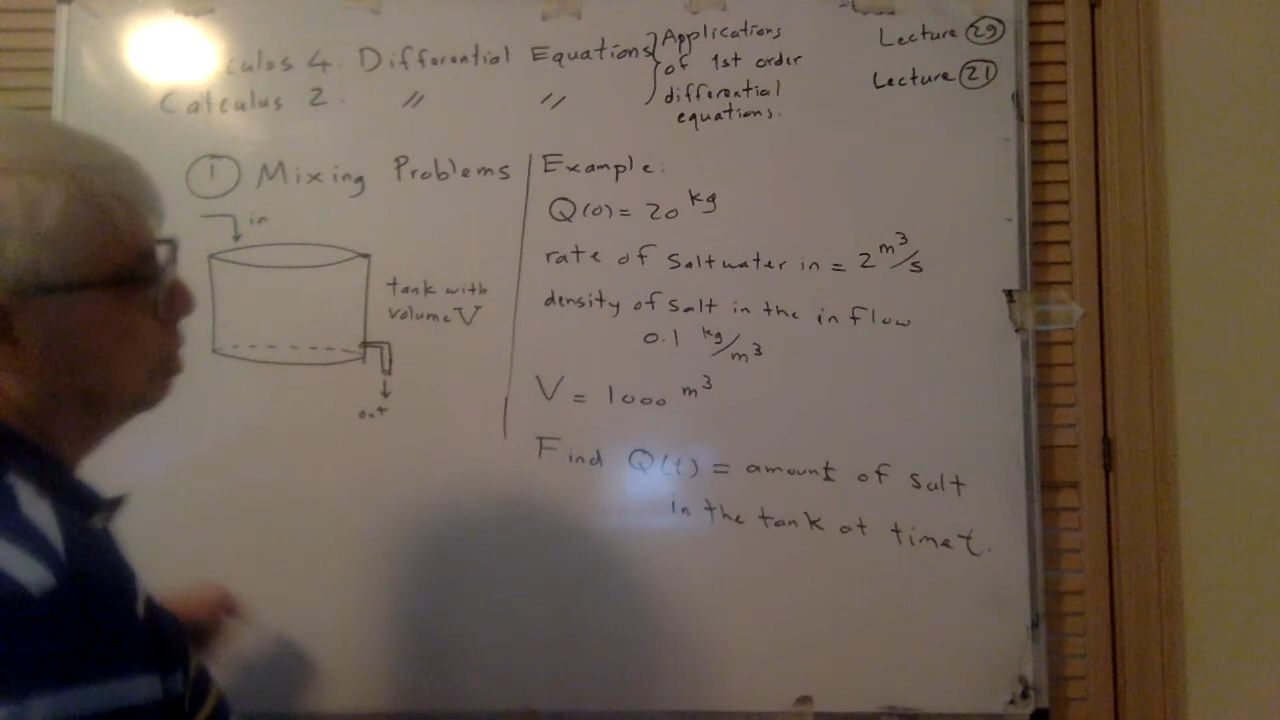 culus 4. Differential Equations } Applications of 1st order differential equations. Lecture 29
Calculus 2. " " Lecture 21
① Mixing Problems
in
tank with
volume V
out
Example:
Q(0) = 20 kg
rate of Saltwater in = 2 m³/s
density of salt in the inflow
0.1 kg/m³
V = 1000 m³
Find Q(t) = amount of salt
in the tank at time t.